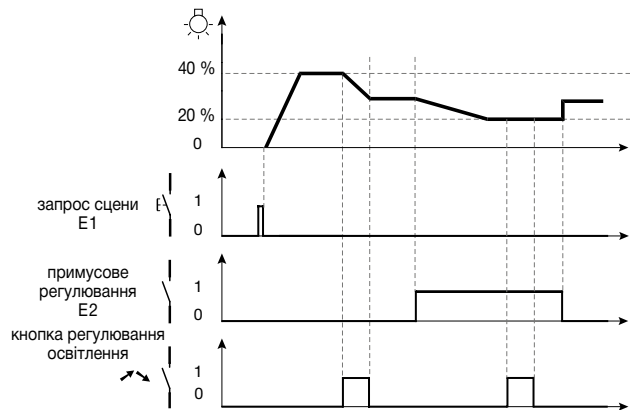 40 %
20 %
0
запрос сцени
E1
1
0
примусове
регулювання
E2
1
0
кнопка регулювання
освітлення
1
0